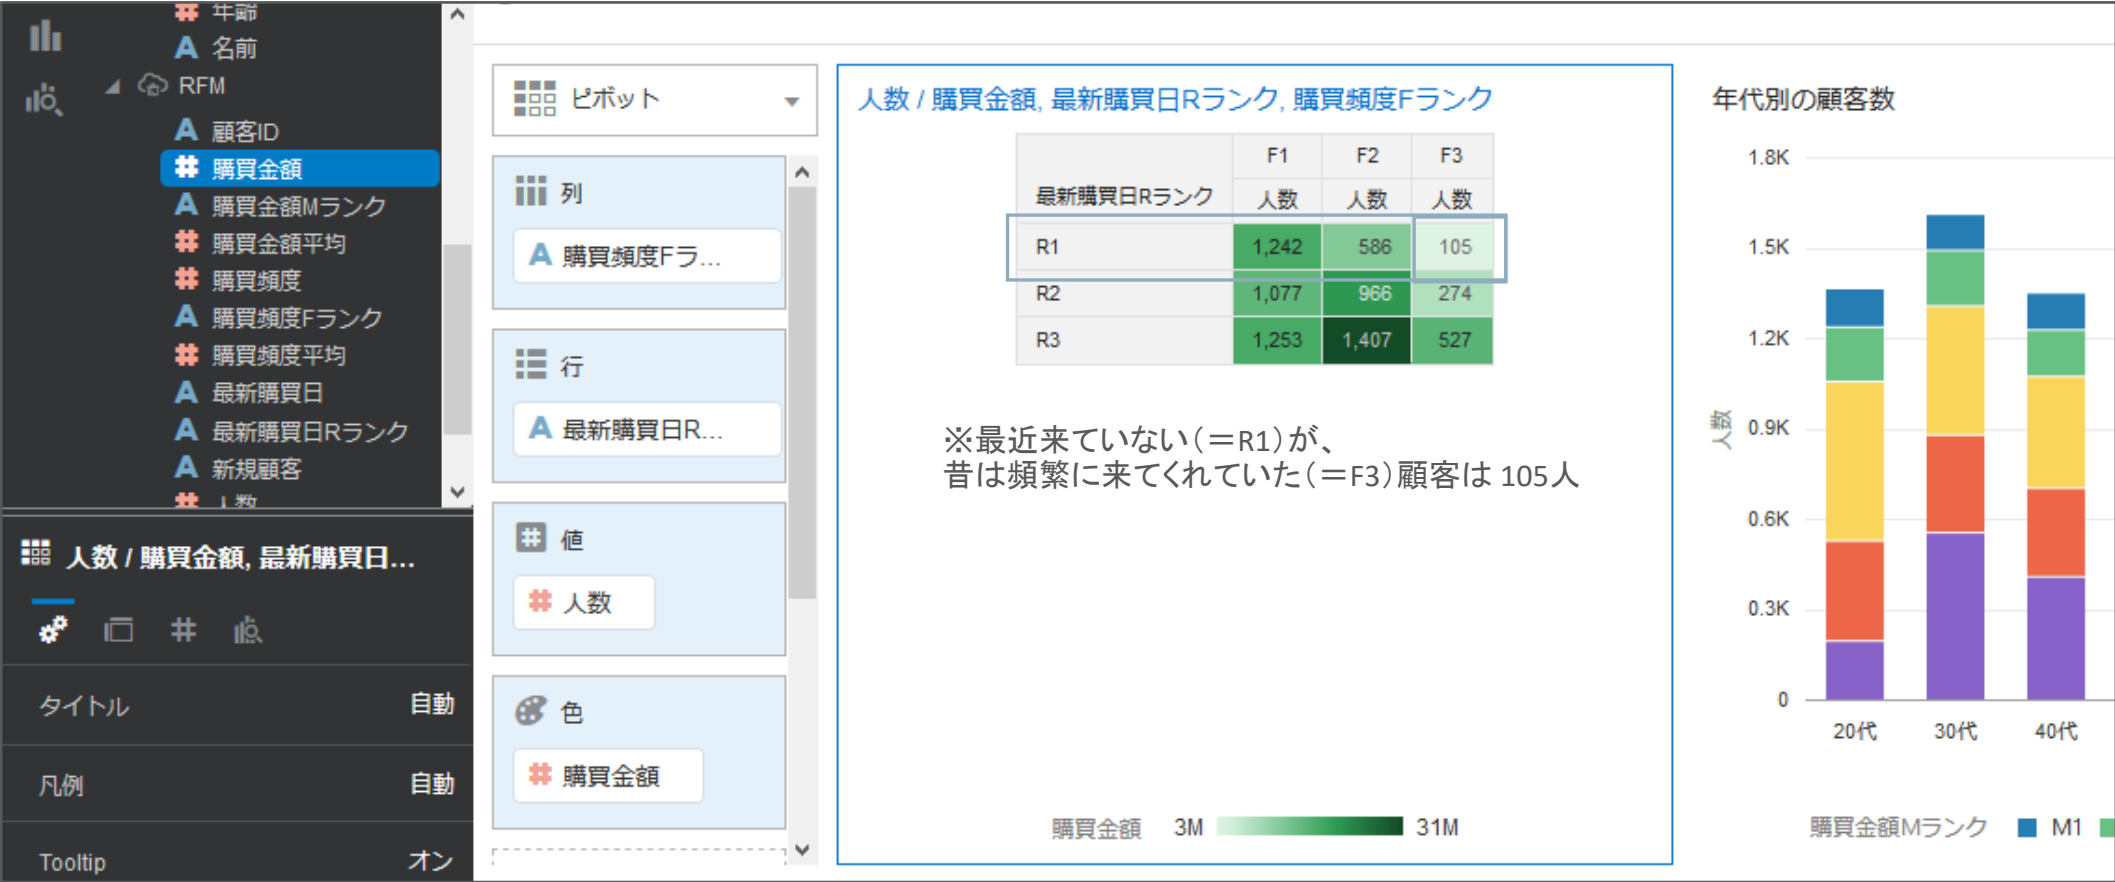 年齢
名前
RFM
顧客ID
購買金額
購買金額Mランク
購買金額平均
購買頻度
購買頻度Fランク
購買頻度平均
最新購買日
最新購買日Rランク
新規顧客
人数
人数 / 購買金額, 最新購買日...
タイトル 自動
凡例 自動
Tooltip オン
ピボット
列
購買頻度Fラ...
行
最新購買日R...
値
人数
色
購買金額
人数 / 購買金額, 最新購買日Rランク, 購買頻度Fランク
F1 F2 F3
最新購買日Rランク 人数 人数 人数
R1 1,242 586 105
R2 1,077 966 274
R3 1,253 1,407 527
※最近来ていない（＝R1）が、
昔は頻繁に来てくれていた（＝F3）顧客は 105人
購買金額 3M 31M
年代別の顧客数
1.8K
1.5K
1.2K
0.9K
0.6K
0.3K
0
人数
20代 30代 40代
購買金額Mランク M1